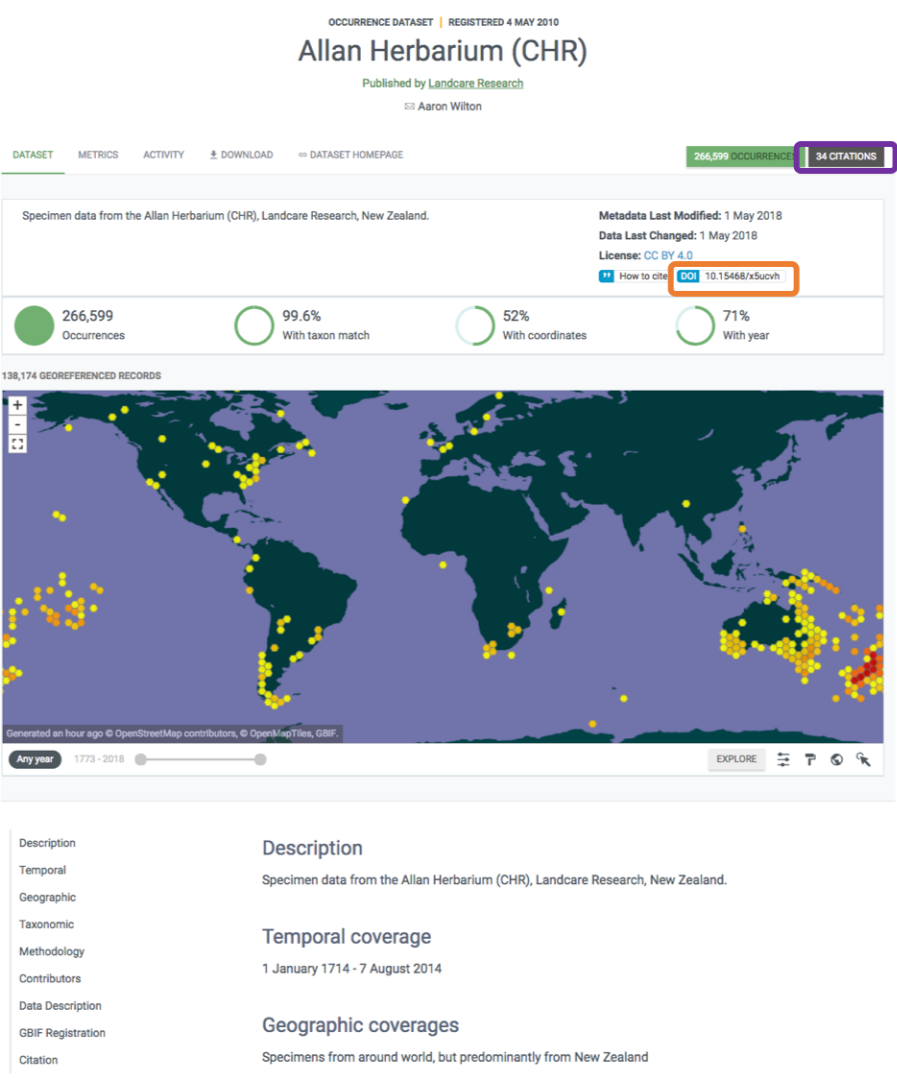 OCCURRENCE DATASET | REGISTERED 4 MAY 2010
Allan Herbarium (CHR)
Published by Landcare Research
Aaron Wilton
DATASET METRICS ACTIVITY DOWNLOAD DATASET HOMEPAGE 266,599 OCCURRENCES 34 CITATIONS
Specimen data from the Allan Herbarium (CHR), Landcare Research, New Zealand.
Metadata Last Modified: 1 May 2018
Data Last Changed: 1 May 2018
License: CC BY 4.0
How to cite DOI 10.15468/x5ucvh
266,599
Occurrences
99.6%
With taxon match
52%
With coordinates
71%
With year
138,174 GEOREFERENCED RECORDS
+
-
Generated an hour ago © OpenStreetMap contributors, © OpenMapTiles, GBIF.
Any year 1773 - 2018 EXPLORE
Description
Temporal
Geographic
Taxonomic
Methodology
Contributors
Data Description
GBIF Registration
Citation
Description
Specimen data from the Allan Herbarium (CHR), Landcare Research, New Zealand.
Temporal coverage
1 January 1714 - 7 August 2014
Geographic coverages
Specimens from around world, but predominantly from New Zealand